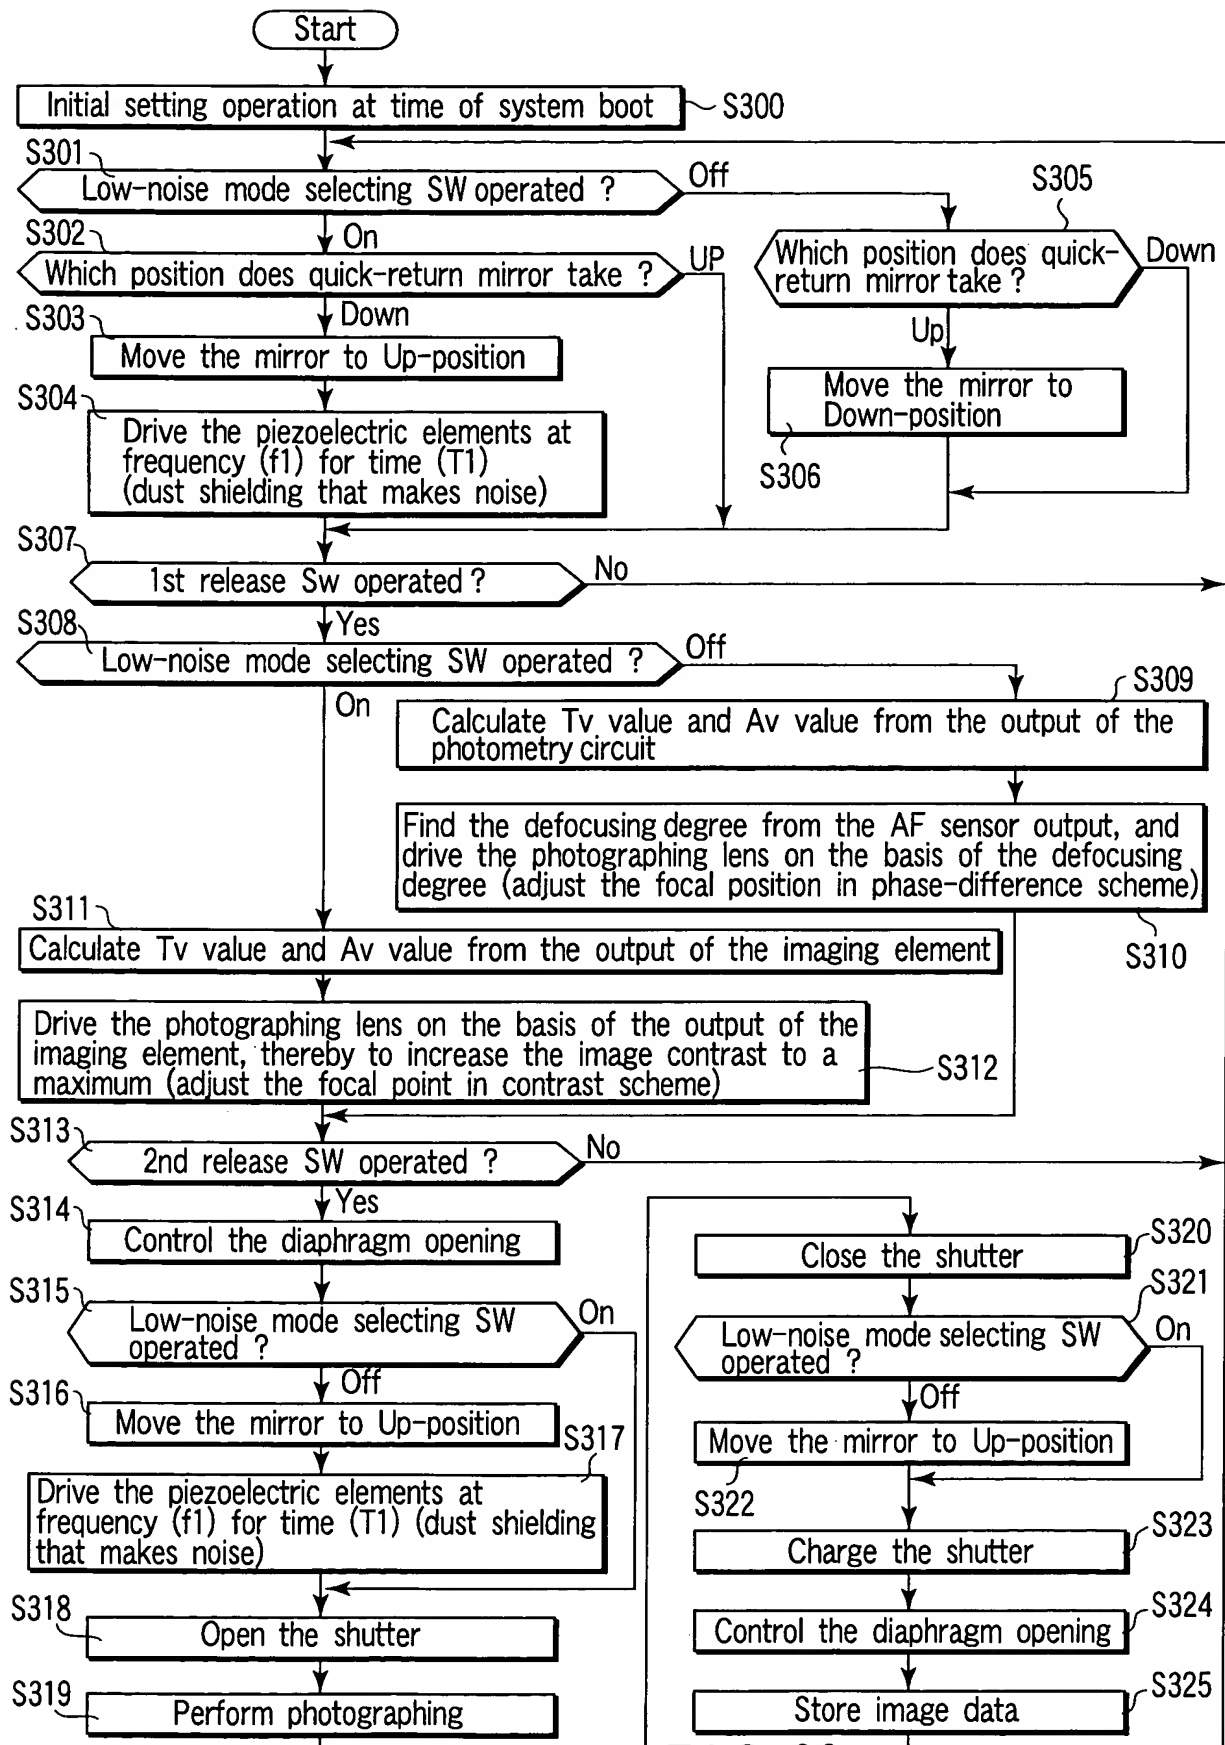 Start
Initial setting operation at time of system boot
S300
S301
Low-noise mode selecting SW operated ?
Off
On
S302
Which position does quick-return mirror take ?
UP
Down
S303
Move the mirror to Up-position
S304
Drive the piezoelectric elements at
frequency (f1) for time (T1)
(dust shielding that makes noise)
S305
Which position does quick-
return mirror take ?
Down
Up
Move the mirror to
Down-position
S306
S307
1st release Sw operated ?
No
Yes
S308
Low-noise mode selecting SW operated ?
Off
On
S309
Calculate Tv value and Av value from the output of the
photometry circuit
Find the defocusing degree from the AF sensor output, and
drive the photographing lens on the basis of the defocusing
degree (adjust the focal position in phase-difference scheme)
S310
S311
Calculate Tv value and Av value from the output of the imaging element
Drive the photographing lens on the basis of the output of the
imaging element, thereby to increase the image contrast to a
maximum (adjust the focal point in contrast scheme)
S312
S313
2nd release SW operated ?
No
Yes
S314
Control the diaphragm opening
S315
Low-noise mode selecting SW
operated ?
On
Off
S316
Move the mirror to Up-position
S317
Drive the piezoelectric elements at
frequency (f1) for time (T1) (dust shielding
that makes noise)
S318
Open the shutter
S319
Perform photographing
S320
Close the shutter
S321
Low-noise mode selecting SW
operated ?
On
Off
Move the mirror to Up-position
S322
S323
Charge the shutter
S324
Control the diaphragm opening
S325
Store image data